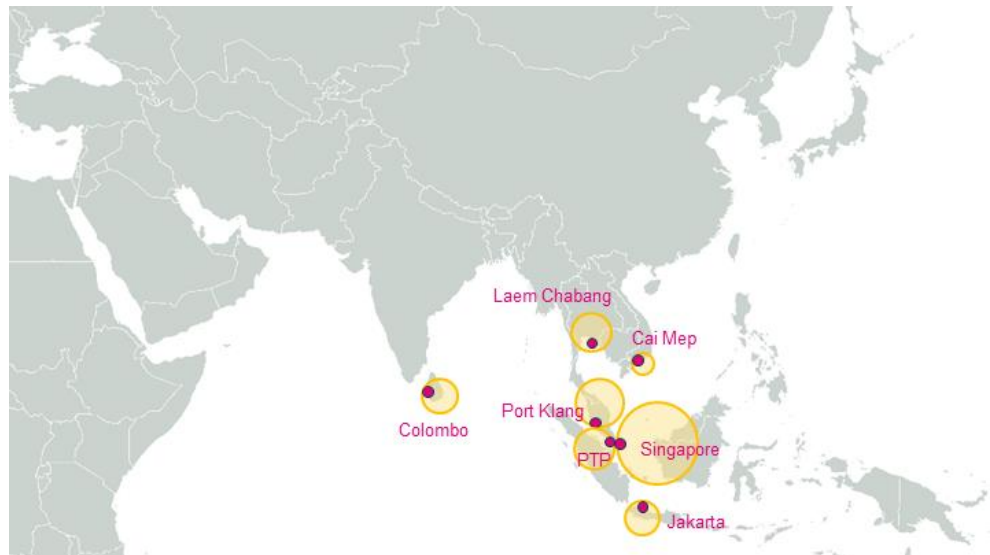 Laem Chabang
Cai Mep
Port Klang
Colombo
PTP
Singapore
Jakarta